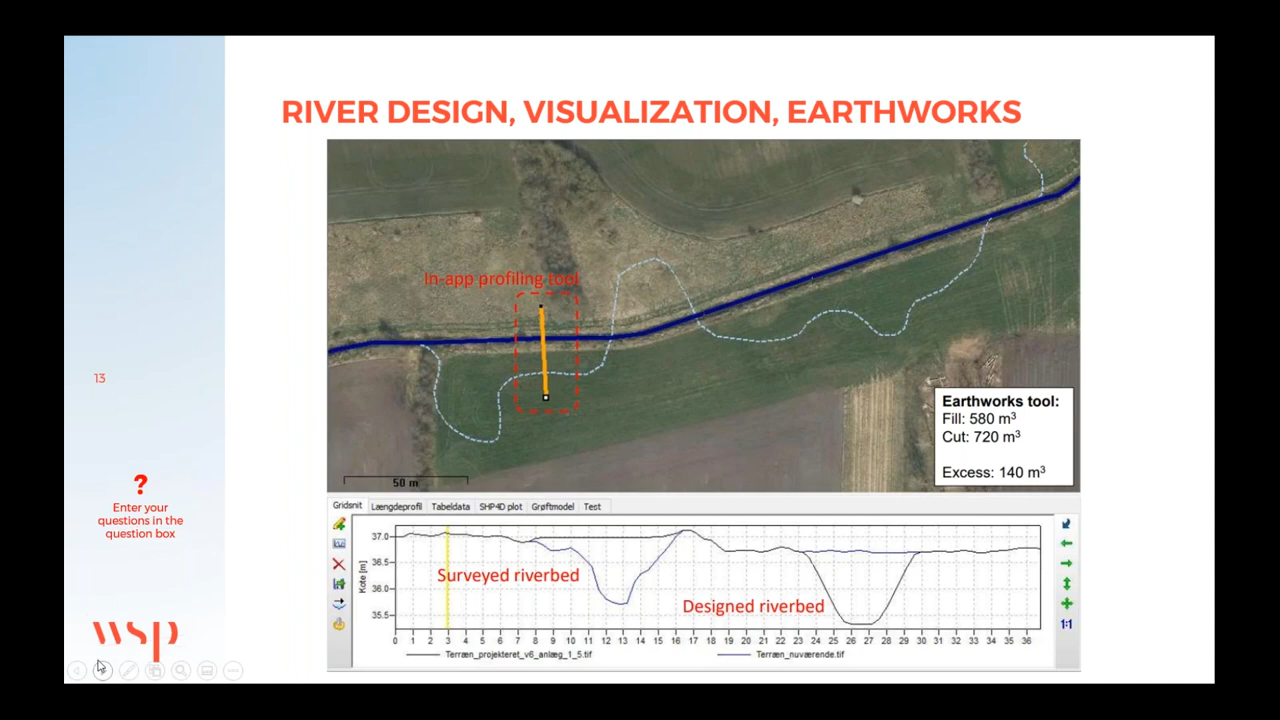 RIVER DESIGN, VISUALIZATION, EARTHWORKS
In-app profiling tool
Earthworks tool:
Fill: 580 m³
Cut: 720 m³
Excess: 140 m³
50 m
13
?
Enter your
questions in the
question box
wsp
Gridsnit Længdeprofil Tabeldata SHP4D plot Grøftmodel Test
Kote [m]
37.0
36.5
36.0
35.5
Surveyed riverbed
Designed riverbed
1:1
0 1 2 3 4 5 6 7 8 9 10 11 12 13 14 15 16 17 18 19 20 21 22 23 24 25 26 27 28 29 30 31 32 33 34 35 36
Terræn_projekteret_v6_anlæg_1_5.tif Terræn_nuværende.tif